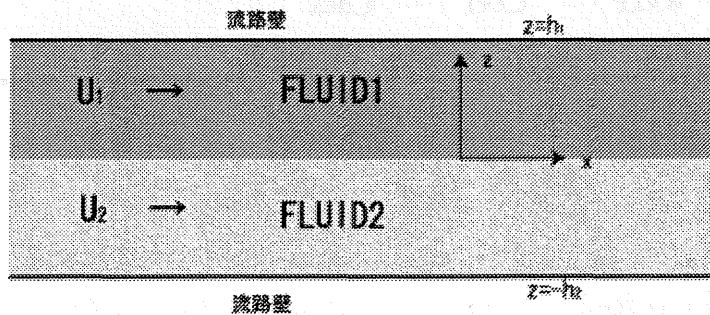 流路壁
z=h₁
z
U₁ → FLUID1
x
U₂ → FLUID2
流路壁
z=-h₂